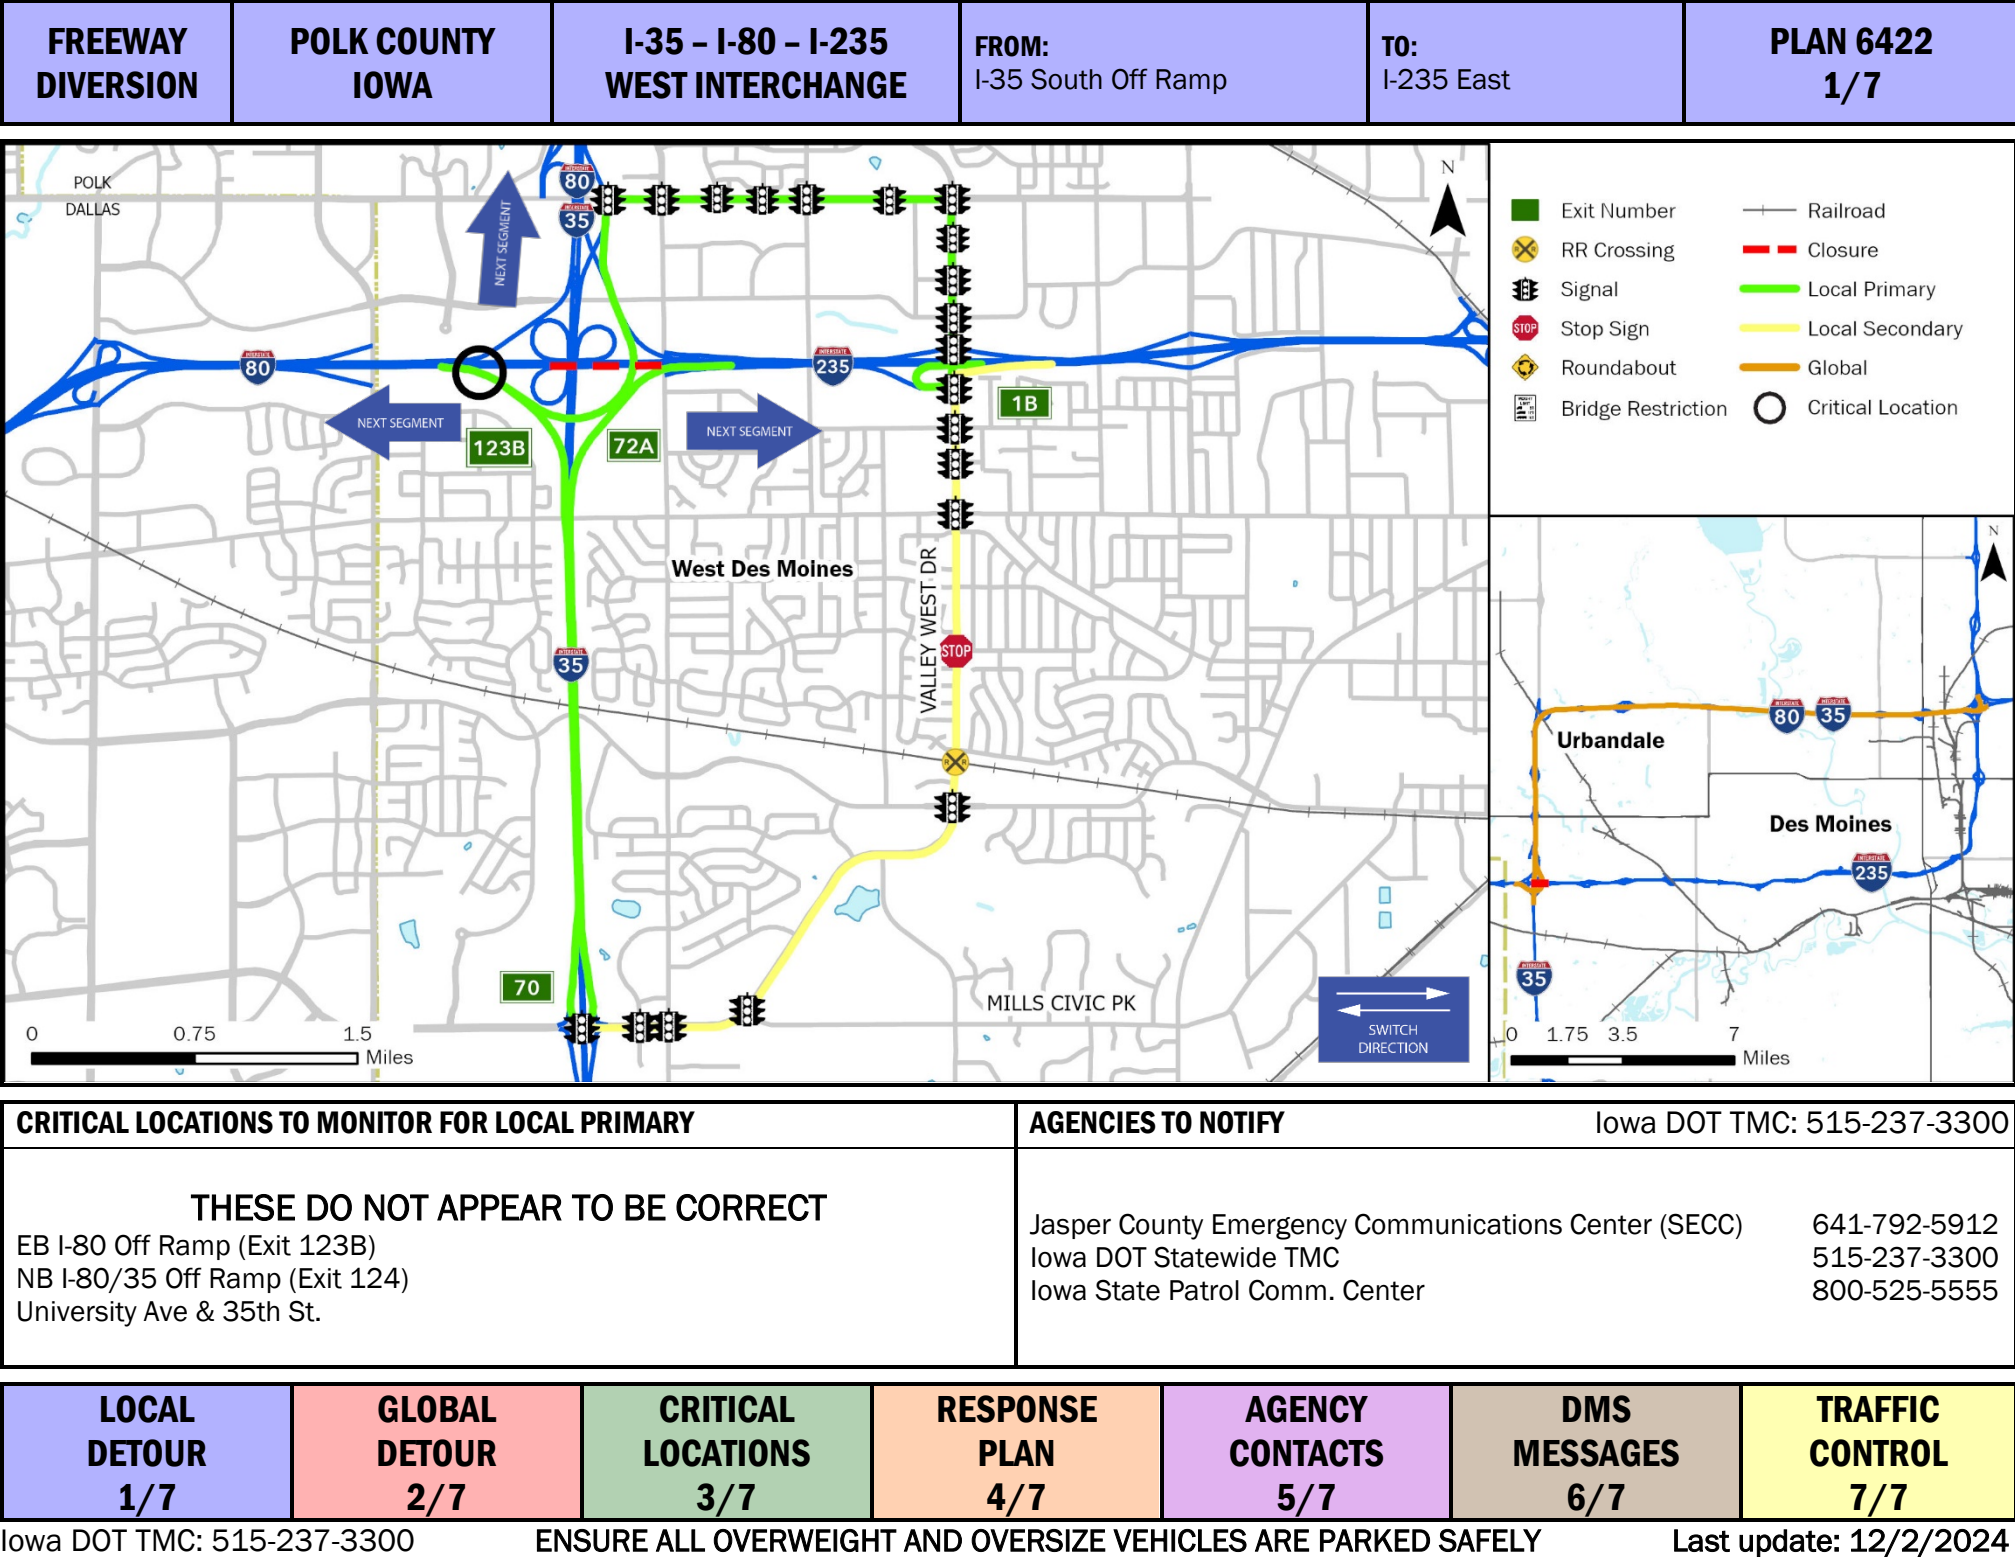 FREEWAY
DIVERSION
POLK COUNTY
IOWA
I-35 – I-80 – I-235
WEST INTERCHANGE
FROM:
I-35 South Off Ramp
TO:
I-235 East
PLAN 6422
1/7
POLK
DALLAS
NEXT SEGMENT
INTERSTATE
80
INTERSTATE
35
N
INTERSTATE
80
INTERSTATE
235
NEXT SEGMENT
NEXT SEGMENT
123B
72A
1B
West Des Moines
VALLEY WEST DR
INTERSTATE
35
STOP
R R
70
MILLS CIVIC PK
SWITCH
DIRECTION
0 0.75 1.5
Miles
Exit Number
RR Crossing
Signal
STOP
Stop Sign
Roundabout
Bridge Restriction
Railroad
Closure
Local Primary
Local Secondary
Global
Critical Location
N
INTERSTATE
80
INTERSTATE
35
Urbandale
Des Moines
INTERSTATE
235
INTERSTATE
35
0 1.75 3.5 7
Miles
CRITICAL LOCATIONS TO MONITOR FOR LOCAL PRIMARY
THESE DO NOT APPEAR TO BE CORRECT
EB I-80 Off Ramp (Exit 123B)
NB I-80/35 Off Ramp (Exit 124)
University Ave & 35th St.
AGENCIES TO NOTIFY Iowa DOT TMC: 515-237-3300
Jasper County Emergency Communications Center (SECC) 641-792-5912
Iowa DOT Statewide TMC 515-237-3300
Iowa State Patrol Comm. Center 800-525-5555
LOCAL
DETOUR
1/7
GLOBAL
DETOUR
2/7
CRITICAL
LOCATIONS
3/7
RESPONSE
PLAN
4/7
AGENCY
CONTACTS
5/7
DMS
MESSAGES
6/7
TRAFFIC
CONTROL
7/7
Iowa DOT TMC: 515-237-3300 ENSURE ALL OVERWEIGHT AND OVERSIZE VEHICLES ARE PARKED SAFELY Last update: 12/2/2024